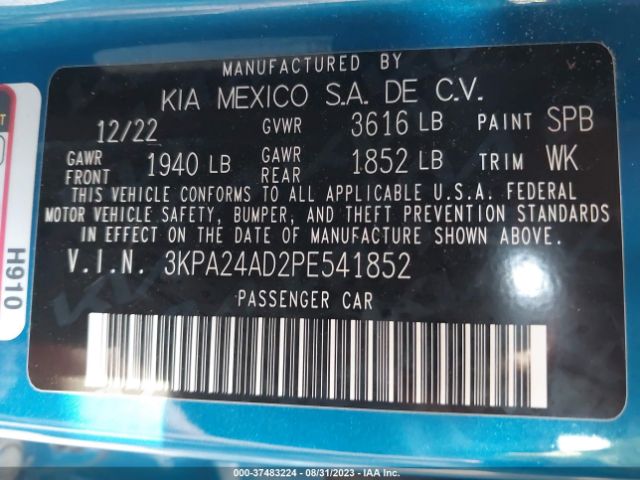 MANUFACTURED BY
KIA MEXICO S.A. DE C.V.
12/22 GVWR 3616 LB PAINT SPB
GAWR FRONT 1940 LB GAWR REAR 1852 LB TRIM WK
THIS VEHICLE CONFORMS TO ALL APPLICABLE U.S.A. FEDERAL
MOTOR VEHICLE SAFETY, BUMPER, AND THEFT PREVENTION STANDARDS
IN EFFECT ON THE DATE OF MANUFACTURE SHOWN ABOVE.
V.I.N. 3KPA24AD2PE541852
PASSENGER CAR
H910
000-37483224 - 08/31/2023 - IAA Inc.